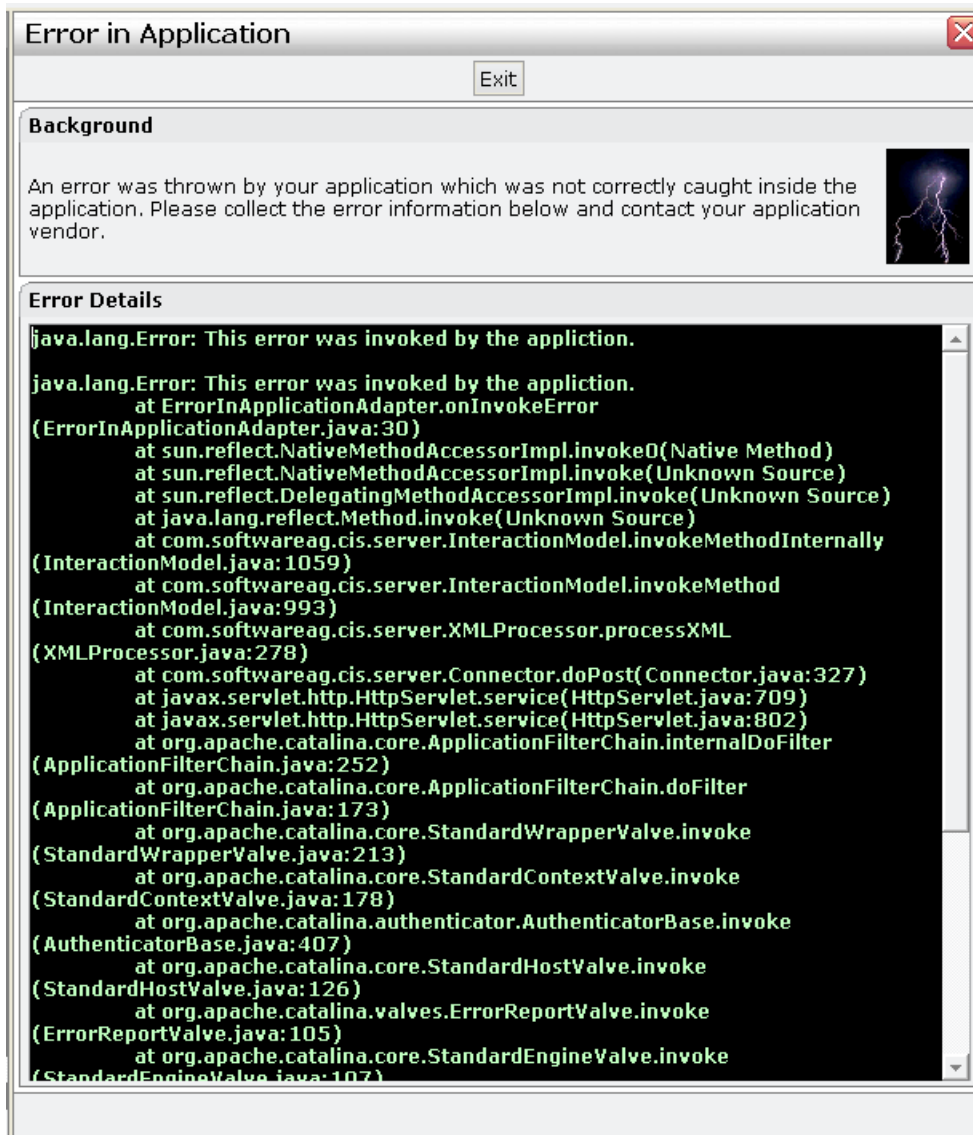 Error in Application
Exit
Background
An error was thrown by your application which was not correctly caught inside the
application. Please collect the error information below and contact your application
vendor.
Error Details
java.lang.Error: This error was invoked by the appliction.
java.lang.Error: This error was invoked by the appliction.
at ErrorInApplicationAdapter.onInvokeError
(ErrorInApplicationAdapter.java:30)
at sun.reflect.NativeMethodAccessorImpl.invoke0(Native Method)
at sun.reflect.NativeMethodAccessorImpl.invoke(Unknown Source)
at sun.reflect.DelegatingMethodAccessorImpl.invoke(Unknown Source)
at java.lang.reflect.Method.invoke(Unknown Source)
at com.softwareag.cis.server.InteractionModel.invokeMethodInternally
(InteractionModel.java:1059)
at com.softwareag.cis.server.InteractionModel.invokeMethod
(InteractionModel.java:993)
at com.softwareag.cis.server.XMLProcessor.processXML
(XMLProcessor.java:278)
at com.softwareag.cis.server.Connector.doPost(Connector.java:327)
at javax.servlet.http.HttpServlet.service(HttpServlet.java:709)
at javax.servlet.http.HttpServlet.service(HttpServlet.java:802)
at org.apache.catalina.core.ApplicationFilterChain.internalDoFilter
(ApplicationFilterChain.java:252)
at org.apache.catalina.core.ApplicationFilterChain.doFilter
(ApplicationFilterChain.java:173)
at org.apache.catalina.core.StandardWrapperValve.invoke
(StandardWrapperValve.java:213)
at org.apache.catalina.core.StandardContextValve.invoke
(StandardContextValve.java:178)
at org.apache.catalina.authenticator.AuthenticatorBase.invoke
(AuthenticatorBase.java:407)
at org.apache.catalina.core.StandardHostValve.invoke
(StandardHostValve.java:126)
at org.apache.catalina.valves.ErrorReportValve.invoke
(ErrorReportValve.java:105)
at org.apache.catalina.core.StandardEngineValve.invoke
(StandardEngineValve.java:107)